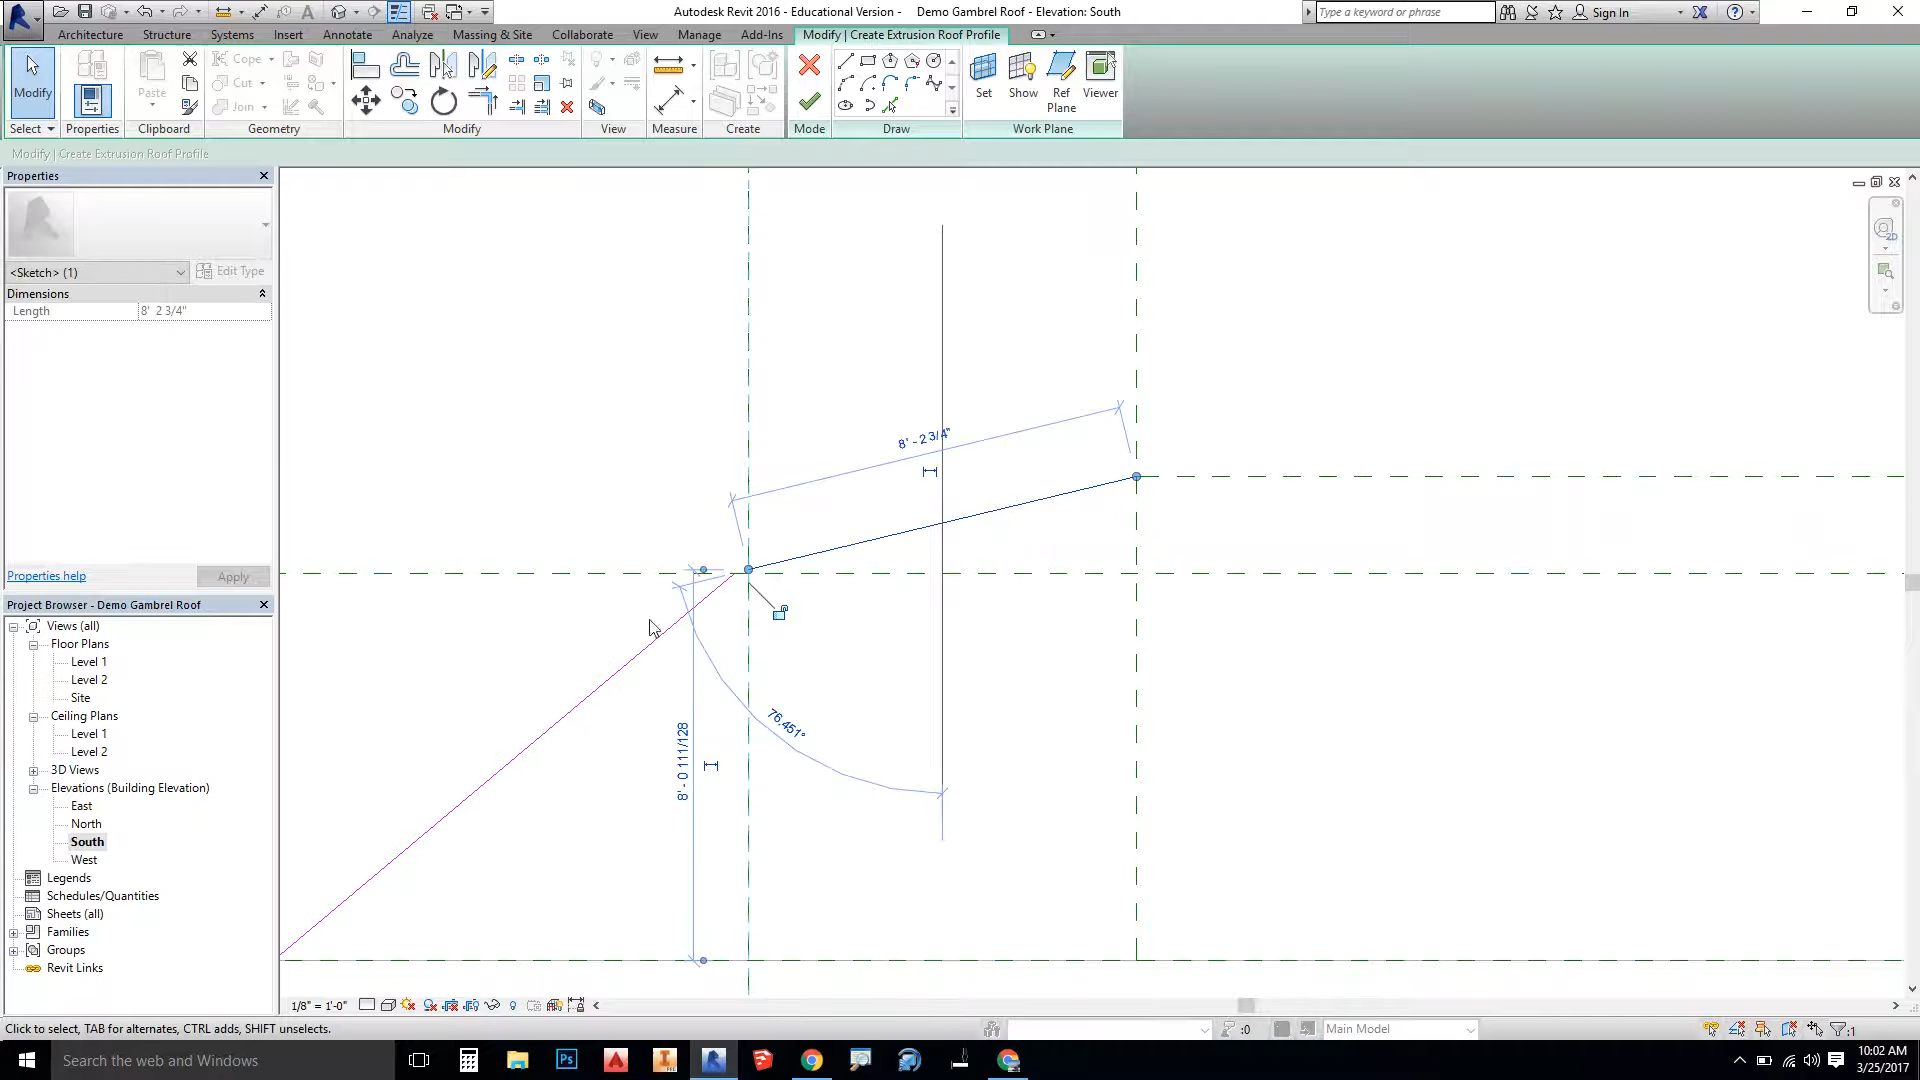 Autodesk Revit 2016 - Educational Version -    Demo Gambrel Roof - Elevation: South
Type a keyword or phrase
Sign In
Architecture Structure Systems Insert Annotate Analyze Massing & Site Collaborate View Manage Add-Ins Modify | Create Extrusion Roof Profile
Modify
Paste
Cope
Cut
Join
Set Show Ref Plane Viewer
Select Properties Clipboard Geometry Modify View Measure Create Mode Draw Work Plane
Modify | Create Extrusion Roof Profile
Properties
<Sketch> (1)
Edit Type
Dimensions
Length 8'  2 3/4"
Properties help
Apply
Project Browser - Demo Gambrel Roof
Views (all)
Floor Plans
Level 1
Level 2
Site
Ceiling Plans
Level 1
Level 2
3D Views
Elevations (Building Elevation)
East
North
South
West
Legends
Schedules/Quantities
Sheets (all)
Families
Groups
Revit Links
2D
8' - 2 3/4"
76.451°
8' - 0 111/128
1/8" = 1'-0"
Click to select, TAB for alternates, CTRL adds, SHIFT unselects.
:0
Main Model
:1
Search the web and Windows
Ps
10:02 AM
3/25/2017